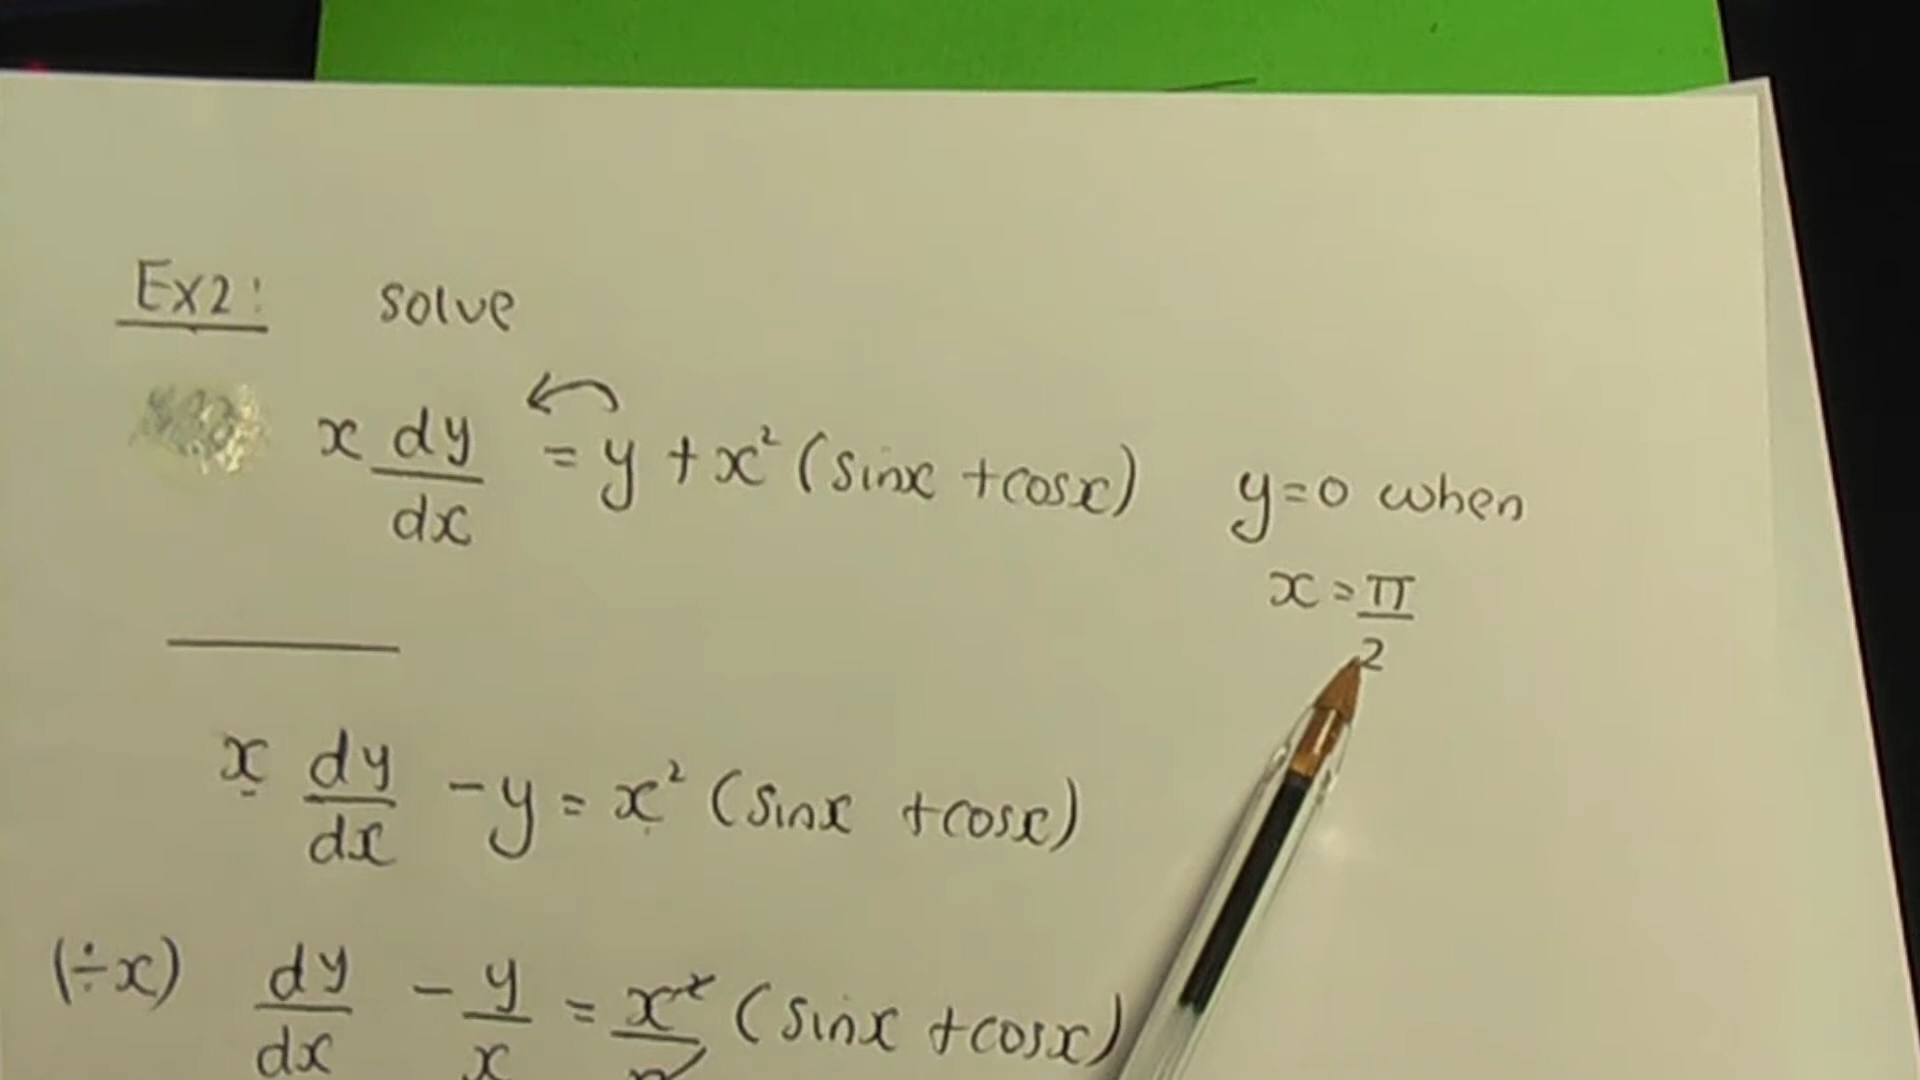 Ex2: solve
x dy/dx = y + x² (sinx + cosx) y=0 when
x = π/2
x dy/dx - y = x² (sinx + cosx)
(÷x) dy/dx - y/x = x²/x (sinx + cosx)